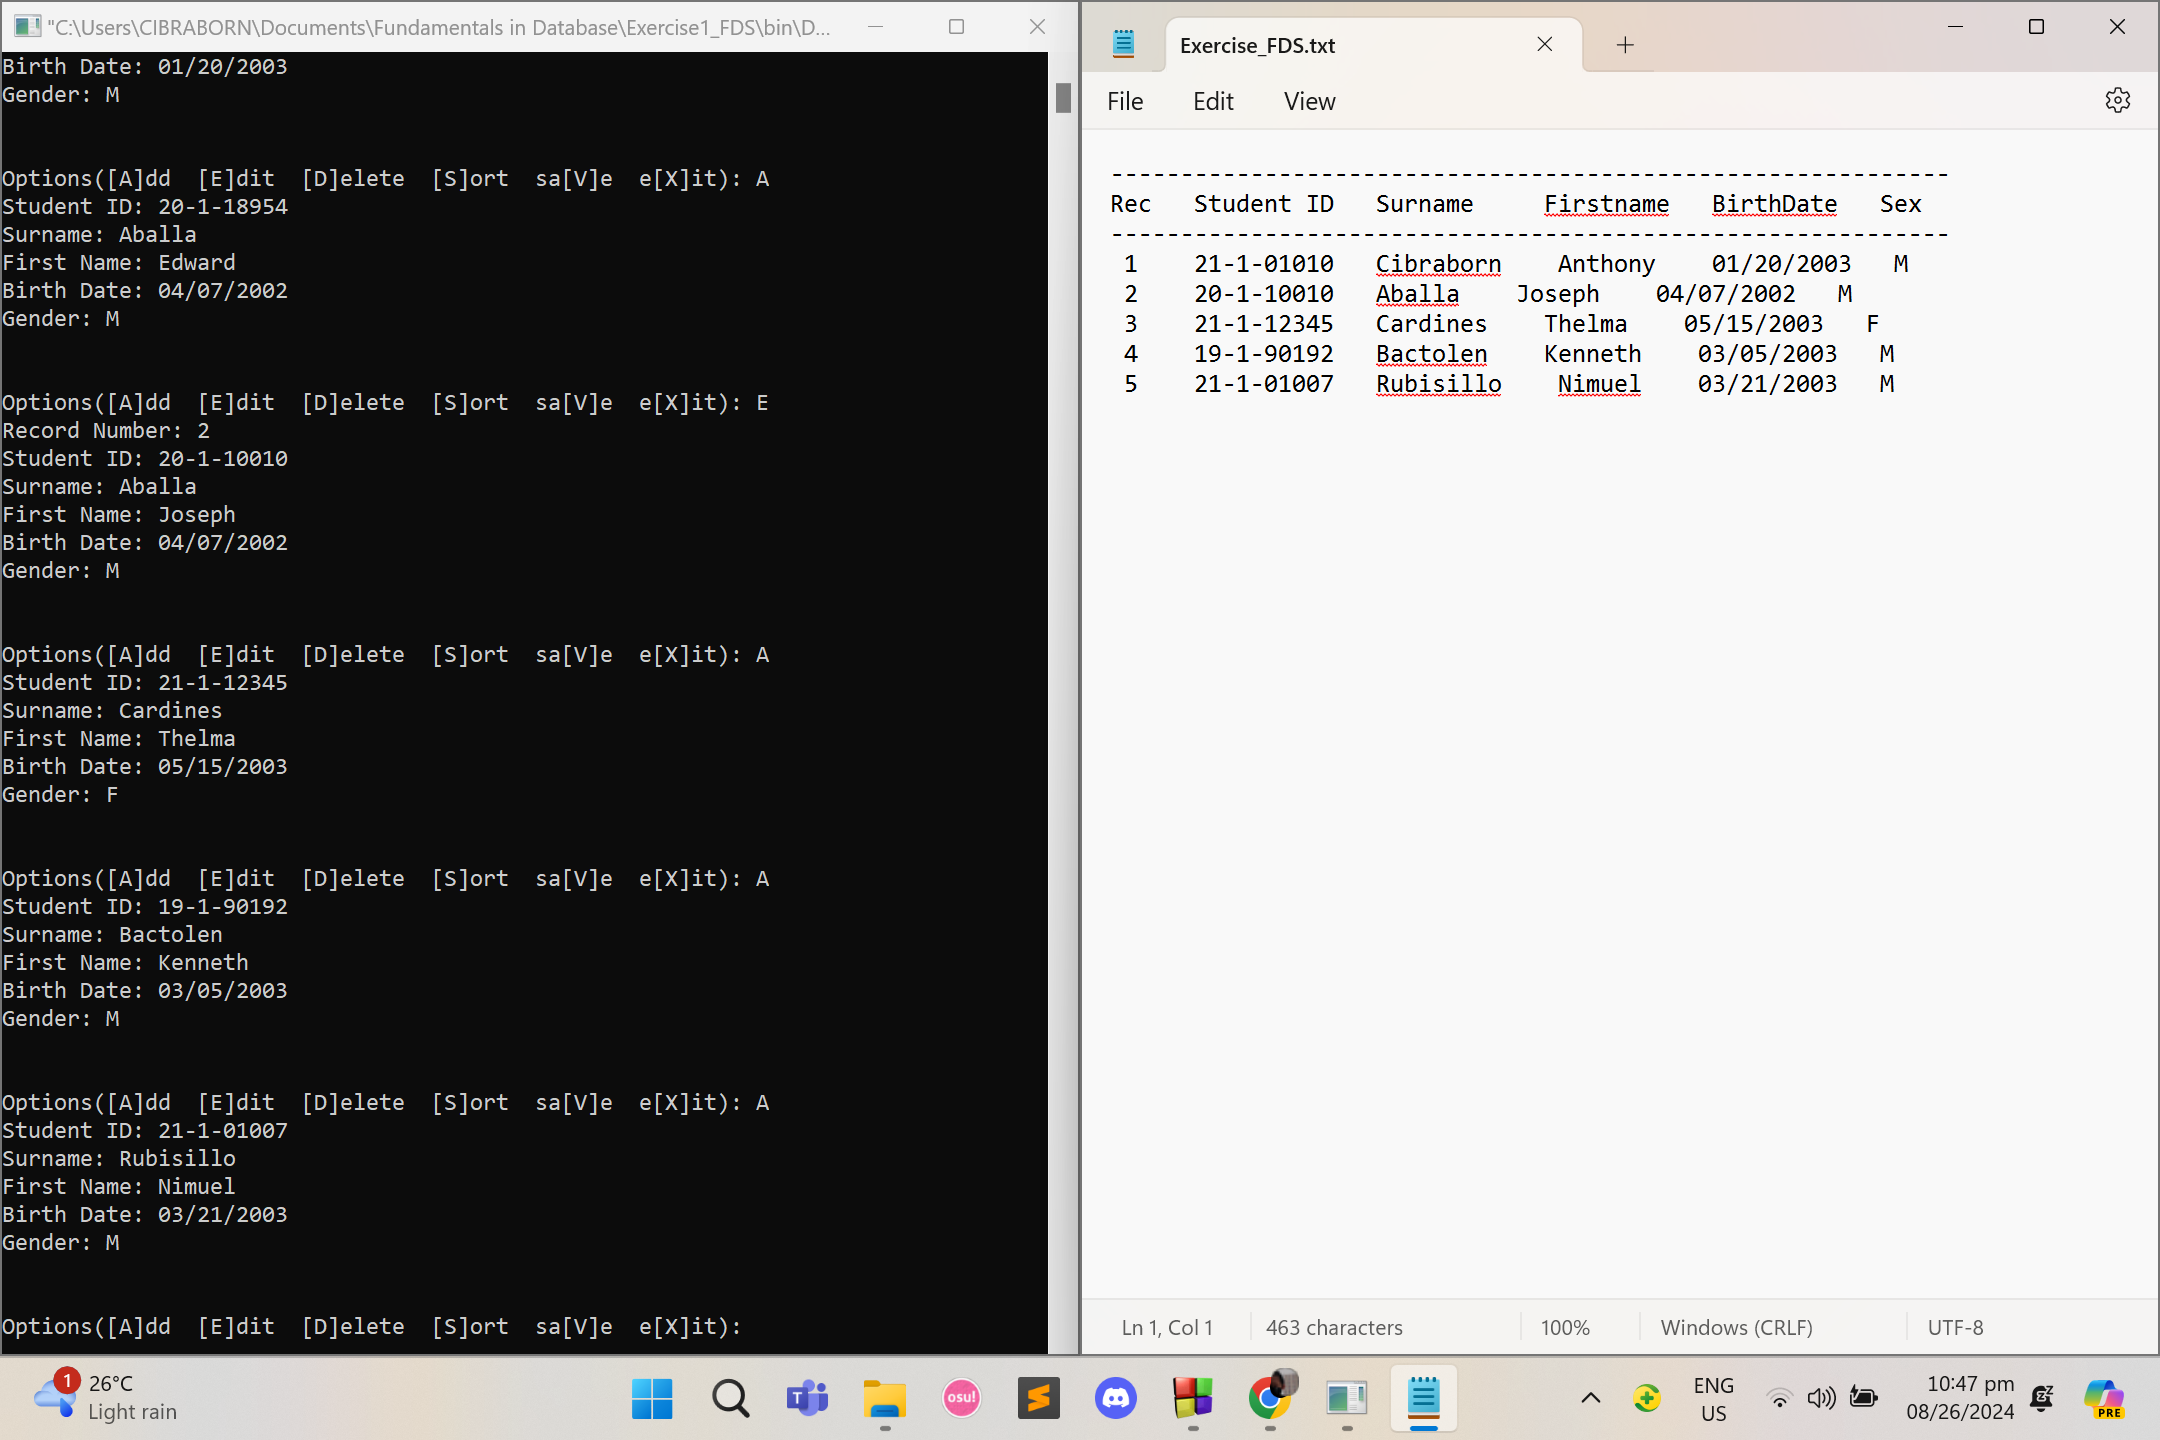 "C:\Users\CIBRABORN\Documents\Fundamentals in Database\Exercise1_FDS\bin\D...
Birth Date: 01/20/2003
Gender: M
Options([A]dd  [E]dit  [D]elete  [S]ort  sa[V]e  e[X]it): A
Student ID: 20-1-18954
Surname: Aballa
First Name: Edward
Birth Date: 04/07/2002
Gender: M
Options([A]dd  [E]dit  [D]elete  [S]ort  sa[V]e  e[X]it): E
Record Number: 2
Student ID: 20-1-10010
Surname: Aballa
First Name: Joseph
Birth Date: 04/07/2002
Gender: M
Options([A]dd  [E]dit  [D]elete  [S]ort  sa[V]e  e[X]it): A
Student ID: 21-1-12345
Surname: Cardines
First Name: Thelma
Birth Date: 05/15/2003
Gender: F
Options([A]dd  [E]dit  [D]elete  [S]ort  sa[V]e  e[X]it): A
Student ID: 19-1-90192
Surname: Bactolen
First Name: Kenneth
Birth Date: 03/05/2003
Gender: M
Options([A]dd  [E]dit  [D]elete  [S]ort  sa[V]e  e[X]it): A
Student ID: 21-1-01007
Surname: Rubisillo
First Name: Nimuel
Birth Date: 03/21/2003
Gender: M
Options([A]dd  [E]dit  [D]elete  [S]ort  sa[V]e  e[X]it):
Exercise_FDS.txt
File  Edit  View
------------------------------------------------------------
Rec   Student ID   Surname     Firstname   BirthDate   Sex
------------------------------------------------------------
1    21-1-01010   Cibraborn    Anthony    01/20/2003   M
2    20-1-10010   Aballa    Joseph    04/07/2002   M
3    21-1-12345   Cardines    Thelma    05/15/2003   F
4    19-1-90192   Bactolen    Kenneth    03/05/2003   M
5    21-1-01007   Rubisillo    Nimuel    03/21/2003   M
Ln 1, Col 1  463 characters  100%  Windows (CRLF)  UTF-8
1
26°C
Light rain
T
osu!
ENG
US
10:47 pm
08/26/2024
PRE